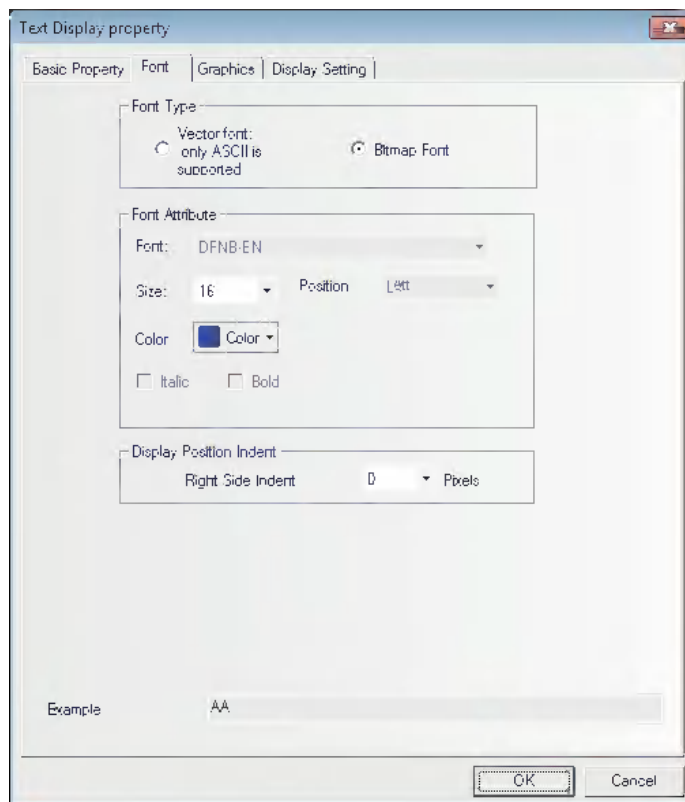 Text Display property
Basic Property Font Graphics Display Setting
Font Type
Vector font:
only ASCII is
supported
Bitmap Font
Font Attribute
Font: DFNB-EN
Size: 16 Position Left
Color Color
Italic Bold
Display Position Indent
Right Side Indent 0 Pixels
Example AA
OK Cancel